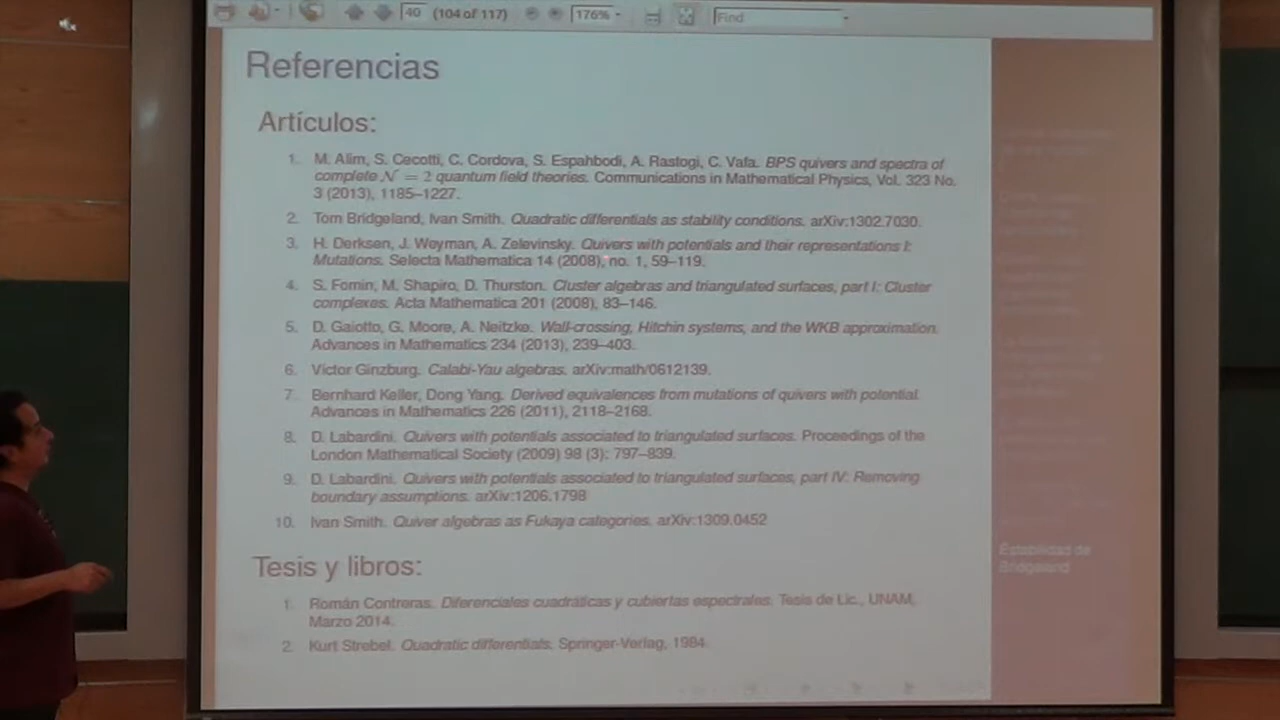 40 (104 of 117) 176% Find
Referencias
Artículos:
1. M. Alim, S. Cecotti, C. Cordova, S. Espahbodi, A. Rastogi, C. Vafa. BPS quivers and spectra of
complete N = 2 quantum field theories. Communications in Mathematical Physics, Vol. 323 No.
3 (2013), 1185–1227.
2. Tom Bridgeland, Ivan Smith. Quadratic differentials as stability conditions. arXiv:1302.7030.
3. H. Derksen, J. Weyman, A. Zelevinsky. Quivers with potentials and their representations I:
Mutations. Selecta Mathematica 14 (2008), no. 1, 59–119.
4. S. Fomin, M. Shapiro, D. Thurston. Cluster algebras and triangulated surfaces, part I: Cluster
complexes. Acta Mathematica 201 (2008), 83–146.
5. D. Gaiotto, G. Moore, A. Neitzke. Wall-crossing, Hitchin systems, and the WKB approximation.
Advances in Mathematics 234 (2013), 239–403.
6. Victor Ginzburg. Calabi-Yau algebras. arXiv:math/0612139.
7. Bernhard Keller, Dong Yang. Derived equivalences from mutations of quivers with potential.
Advances in Mathematics 226 (2011), 2118–2168.
8. D. Labardini. Quivers with potentials associated to triangulated surfaces. Proceedings of the
London Mathematical Society (2009) 98 (3): 797–839.
9. D. Labardini. Quivers with potentials associated to triangulated surfaces, part IV: Removing
boundary assumptions. arXiv:1206.1798
10. Ivan Smith. Quiver algebras as Fukaya categories. arXiv:1309.0452
Tesis y libros:
1. Román Contreras. Diferenciales cuadráticas y cubiertas espectrales. Tesis de Lic., UNAM,
Marzo 2014.
2. Kurt Strebel. Quadratic differentials. Springer-Verlag, 1984.
Estabilidad de
Bridgeland